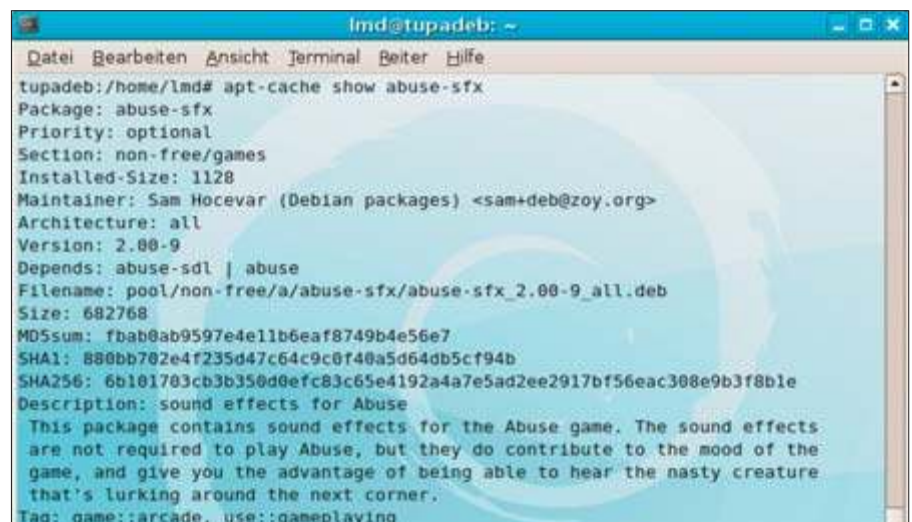 lmd@tupadeb: ~
Datei Bearbeiten Ansicht Terminal Reiter Hilfe
tupadeb:/home/lmd# apt-cache show abuse-sfx
Package: abuse-sfx
Priority: optional
Section: non-free/games
Installed-Size: 1128
Maintainer: Sam Hocevar (Debian packages) <sam+deb@zoy.org>
Architecture: all
Version: 2.00-9
Depends: abuse-sdl | abuse
Filename: pool/non-free/a/abuse-sfx/abuse-sfx_2.00-9_all.deb
Size: 682768
MD5sum: fbab0ab9597e4e11b6eaf8749b4e56e7
SHA1: 880bb702e4f235d47c64c9c0f40a5d64db5cf94b
SHA256: 6b101703cb3b350d0efc83c65e4192a4a7e5ad2ee2917bf56eac308e9b3f8b1e
Description: sound effects for Abuse
This package contains sound effects for the Abuse game. The sound effects
are not required to play Abuse, but they do contribute to the mood of the
game, and give you the advantage of being able to hear the nasty creature
that's lurking around the next corner.
Tag: game::arcade, use::gameplaying